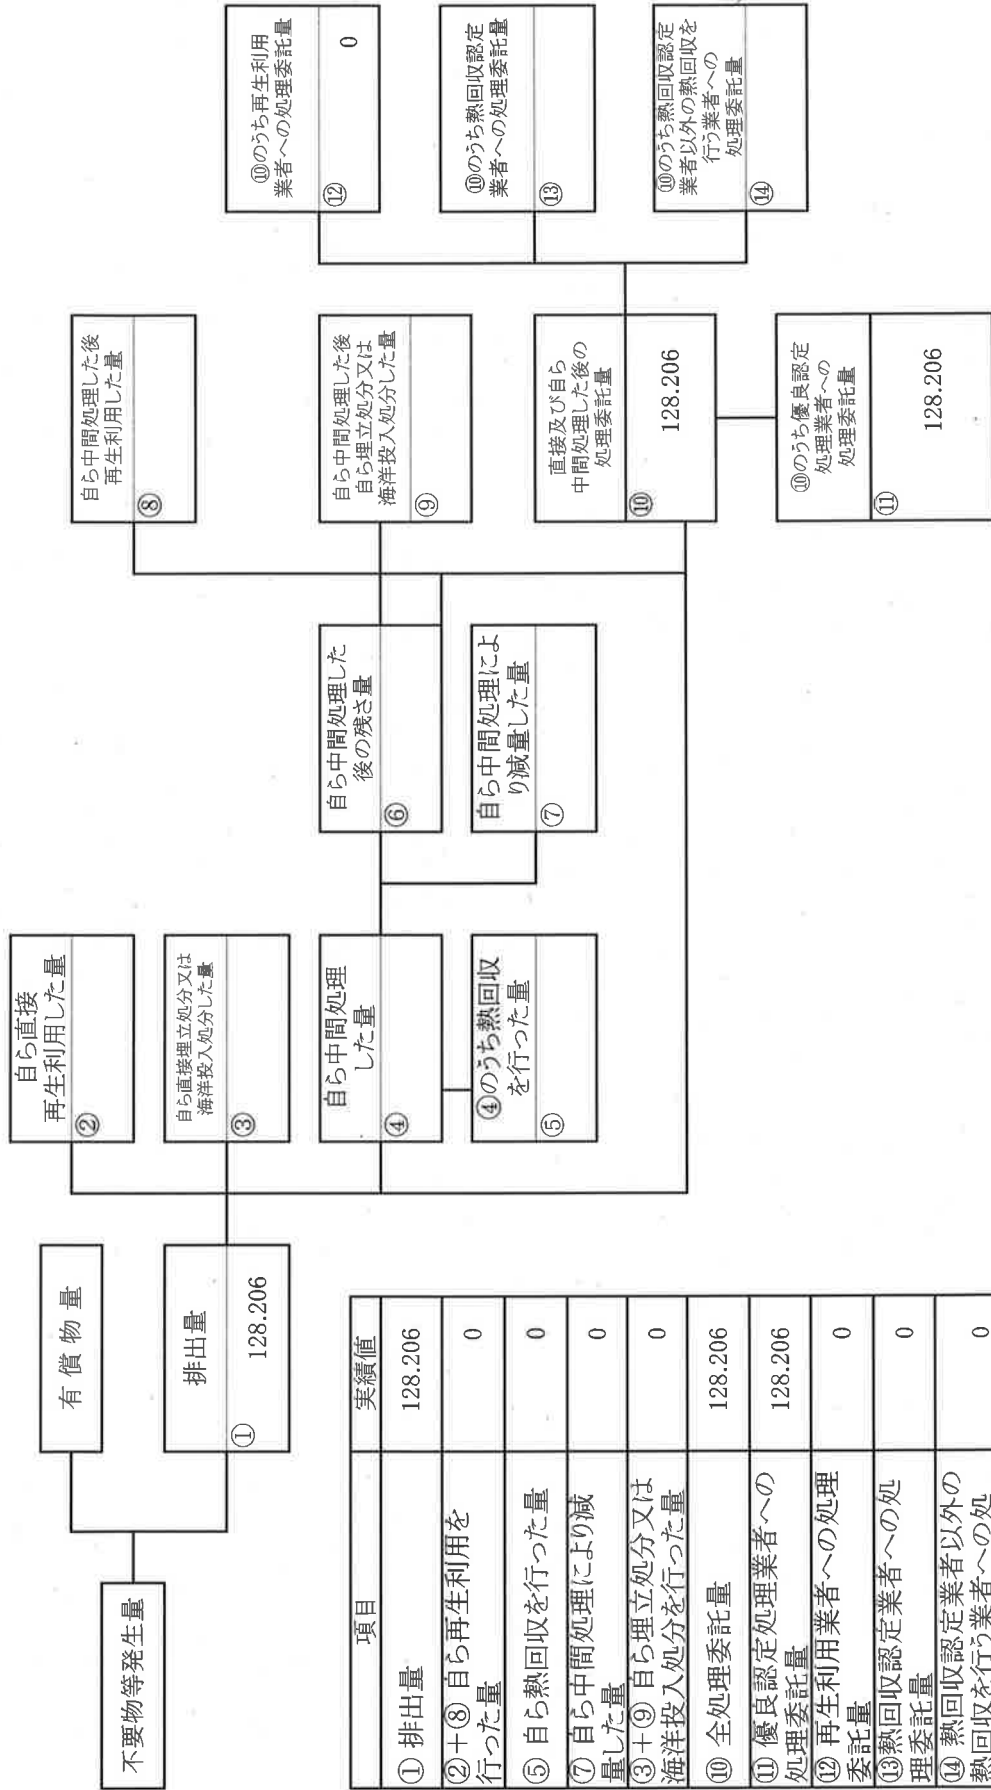 不要物等発生量
有償物量
排出量
①
128.206
自ら直接
再生利用した量
②
自ら直接埋立処分又は
海洋投入処分した量
③
自ら中間処理
した量
④
④のうち熱回収
を行った量
⑤
自ら中間処理した
後の残さ量
⑥
自ら中間処理によ
り減量した量
⑦
自ら中間処理した後
再生利用した量
⑧
自ら中間処理した後
自ら埋立処分又は
海洋投入処分した量
⑨
直接及び自ら
中間処理した後の
処理委託量
⑩
128.206
⑩のうち優良認定
処理業者への
処理委託量
⑪
128.206
⑩のうち再生利用
業者への処理委託量
⑫
0
⑩のうち熱回収認定
業者への処理委託量
⑬
⑩のうち熱回収認定
業者以外の熱回収を
行う業者への
処理委託量
⑭
項目 実績値
① 排出量 128.206
②+⑧ 自ら再生利用を
行った量 0
⑤ 自ら熱回収を行った量 0
⑦ 自ら中間処理により減
量した量 0
③+⑨ 自ら埋立処分又は
海洋投入処分を行った量 0
⑩ 全処理委託量 128.206
⑪ 優良認定処理業者への
処理委託量 128.206
⑫ 再生利用業者への処理
委託量 0
⑬熱回収認定業者への処
理委託量 0
⑭ 熱回収認定業者以外の
熱回収を行う業者への処 0